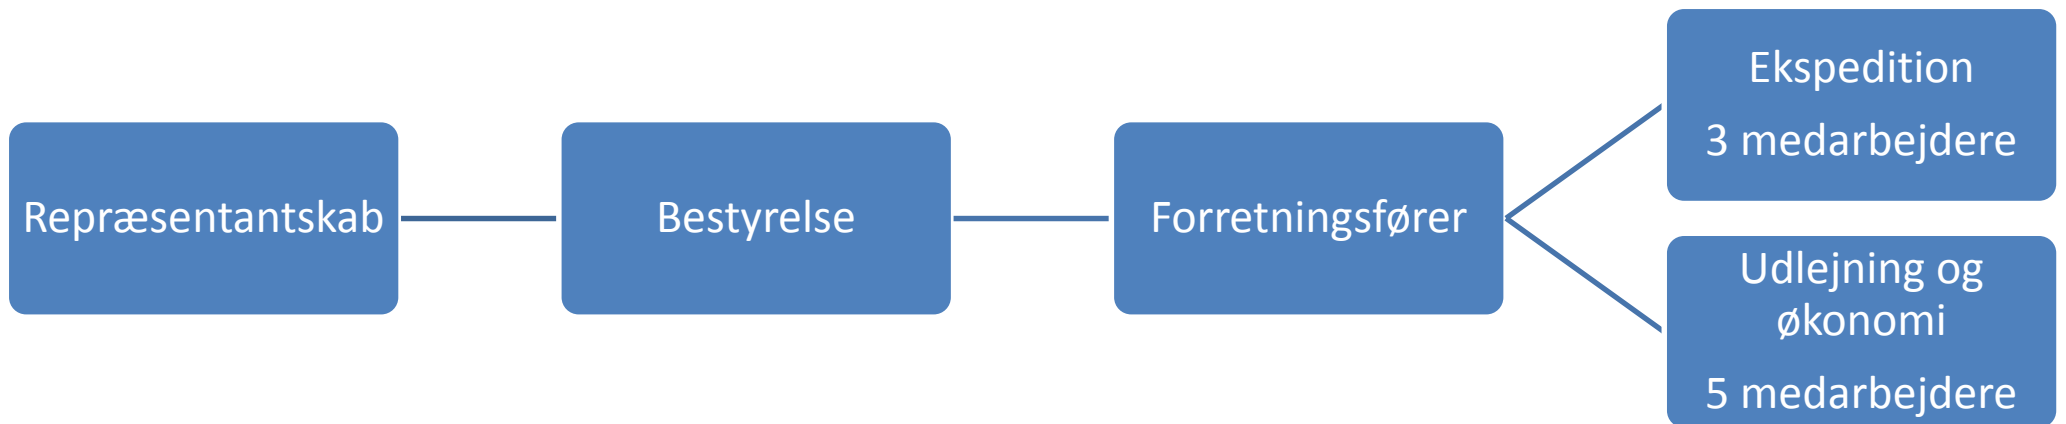 Repræsentantskab
Bestyrelse
Forretningsfører
Ekspedition
3 medarbejdere
Udlejning og
økonomi
5 medarbejdere